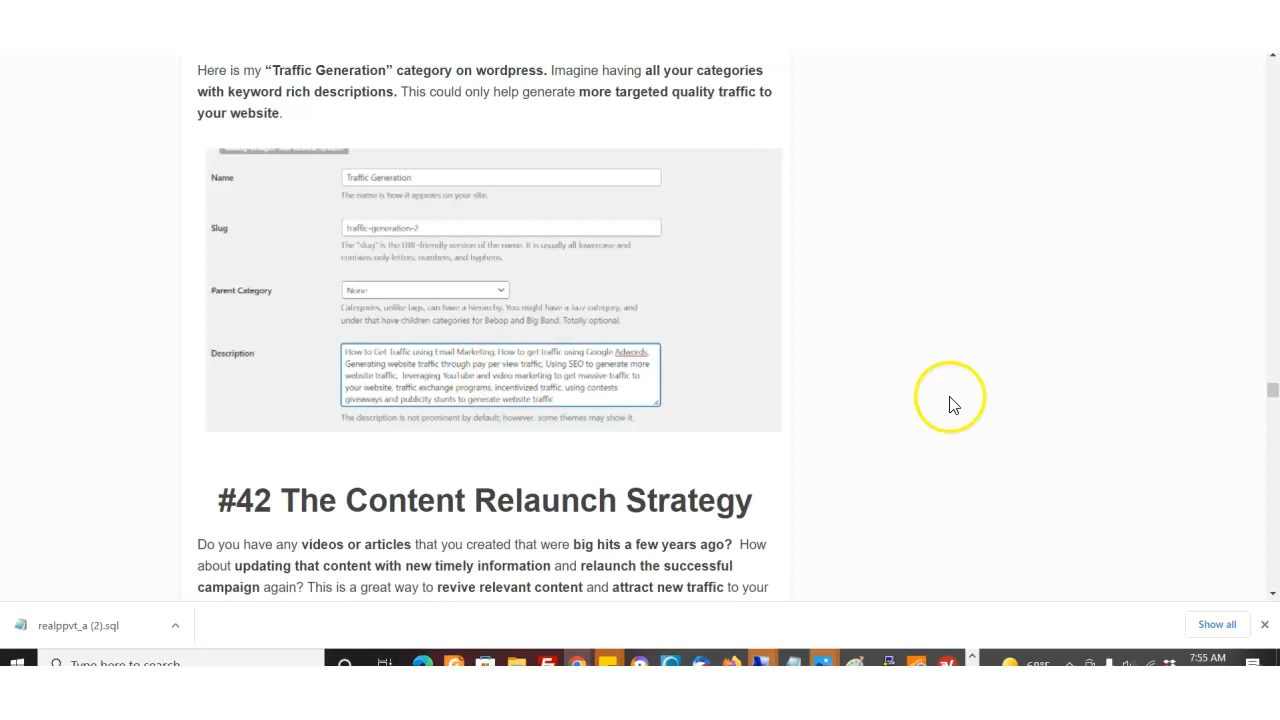 Here is my “Traffic Generation” category on wordpress. Imagine having all your categories
with keyword rich descriptions. This could only help generate more targeted quality traffic to
your website.
Name
Traffic Generation
The name is how it appears on your site.
Slug
traffic-generation-2
The "slug" is the URL-friendly version of the name. It is usually all lowercase and
contains only letters, numbers, and hyphens.
Parent Category
None
Categories, unlike tags, can have a hierarchy. You might have a Jazz category, and
under that have children categories for Bebop and Big Band. Totally optional.
Description
How to Get Traffic using Email Marketing, How to get traffic using Google Adwords,
Generating website traffic through pay per view traffic, Using SEO to generate more
website traffic, leveraging YouTube and video marketing to get massive traffic to
your website, traffic exchange programs, incentivized traffic, using contests
giveaways and publicity stunts to generate website traffic
The description is not prominent by default; however, some themes may show it.
#42 The Content Relaunch Strategy
Do you have any videos or articles that you created that were big hits a few years ago? How
about updating that content with new timely information and relaunch the successful
campaign again? This is a great way to revive relevant content and attract new traffic to your
realppvt_a (2).sql
Show all
Type here to search
68°F
7:55 AM